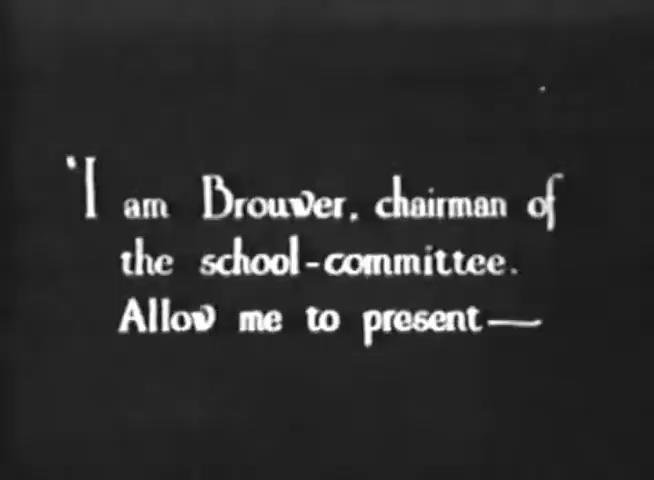 'I am Brouwer, chairman of
the school-committee.
Allow me to present—